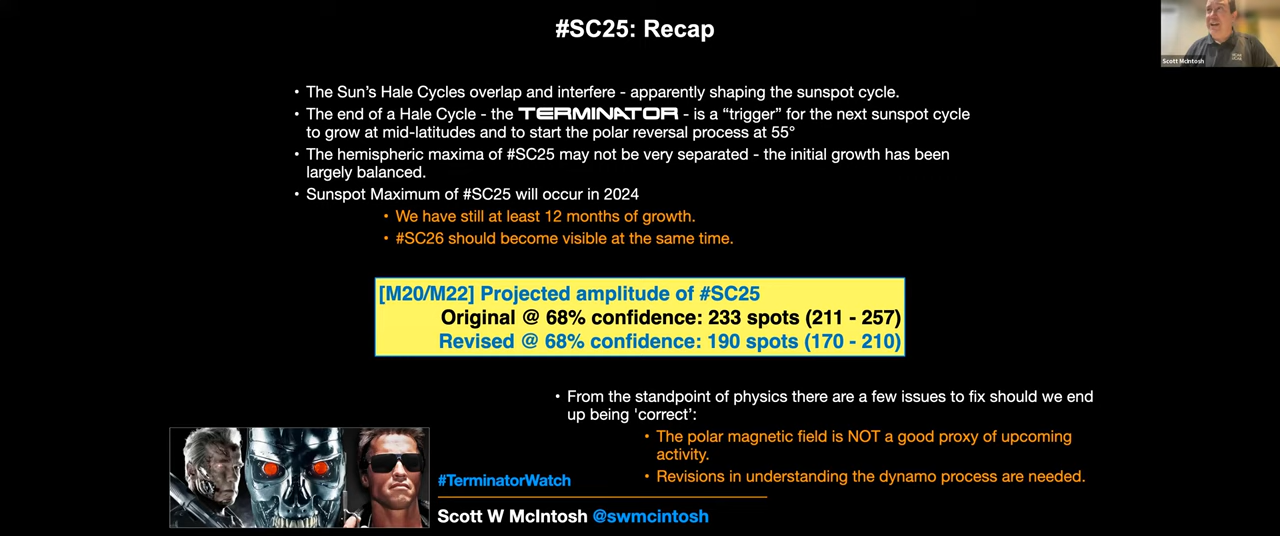 #SC25: Recap
Scott McIntosh
• The Sun's Hale Cycles overlap and interfere - apparently shaping the sunspot cycle.
• The end of a Hale Cycle - the TERMINATOR - is a “trigger” for the next sunspot cycle
to grow at mid-latitudes and to start the polar reversal process at 55°
• The hemispheric maxima of #SC25 may not be very separated - the initial growth has been
largely balanced.
• Sunspot Maximum of #SC25 will occur in 2024
• We have still at least 12 months of growth.
• #SC26 should become visible at the same time.
[M20/M22] Projected amplitude of #SC25
Original @ 68% confidence: 233 spots (211 - 257)
Revised @ 68% confidence: 190 spots (170 - 210)
• From the standpoint of physics there are a few issues to fix should we end
up being 'correct’:
• The polar magnetic field is NOT a good proxy of upcoming
activity.
• Revisions in understanding the dynamo process are needed.
#TerminatorWatch
Scott W McIntosh @swmcintosh